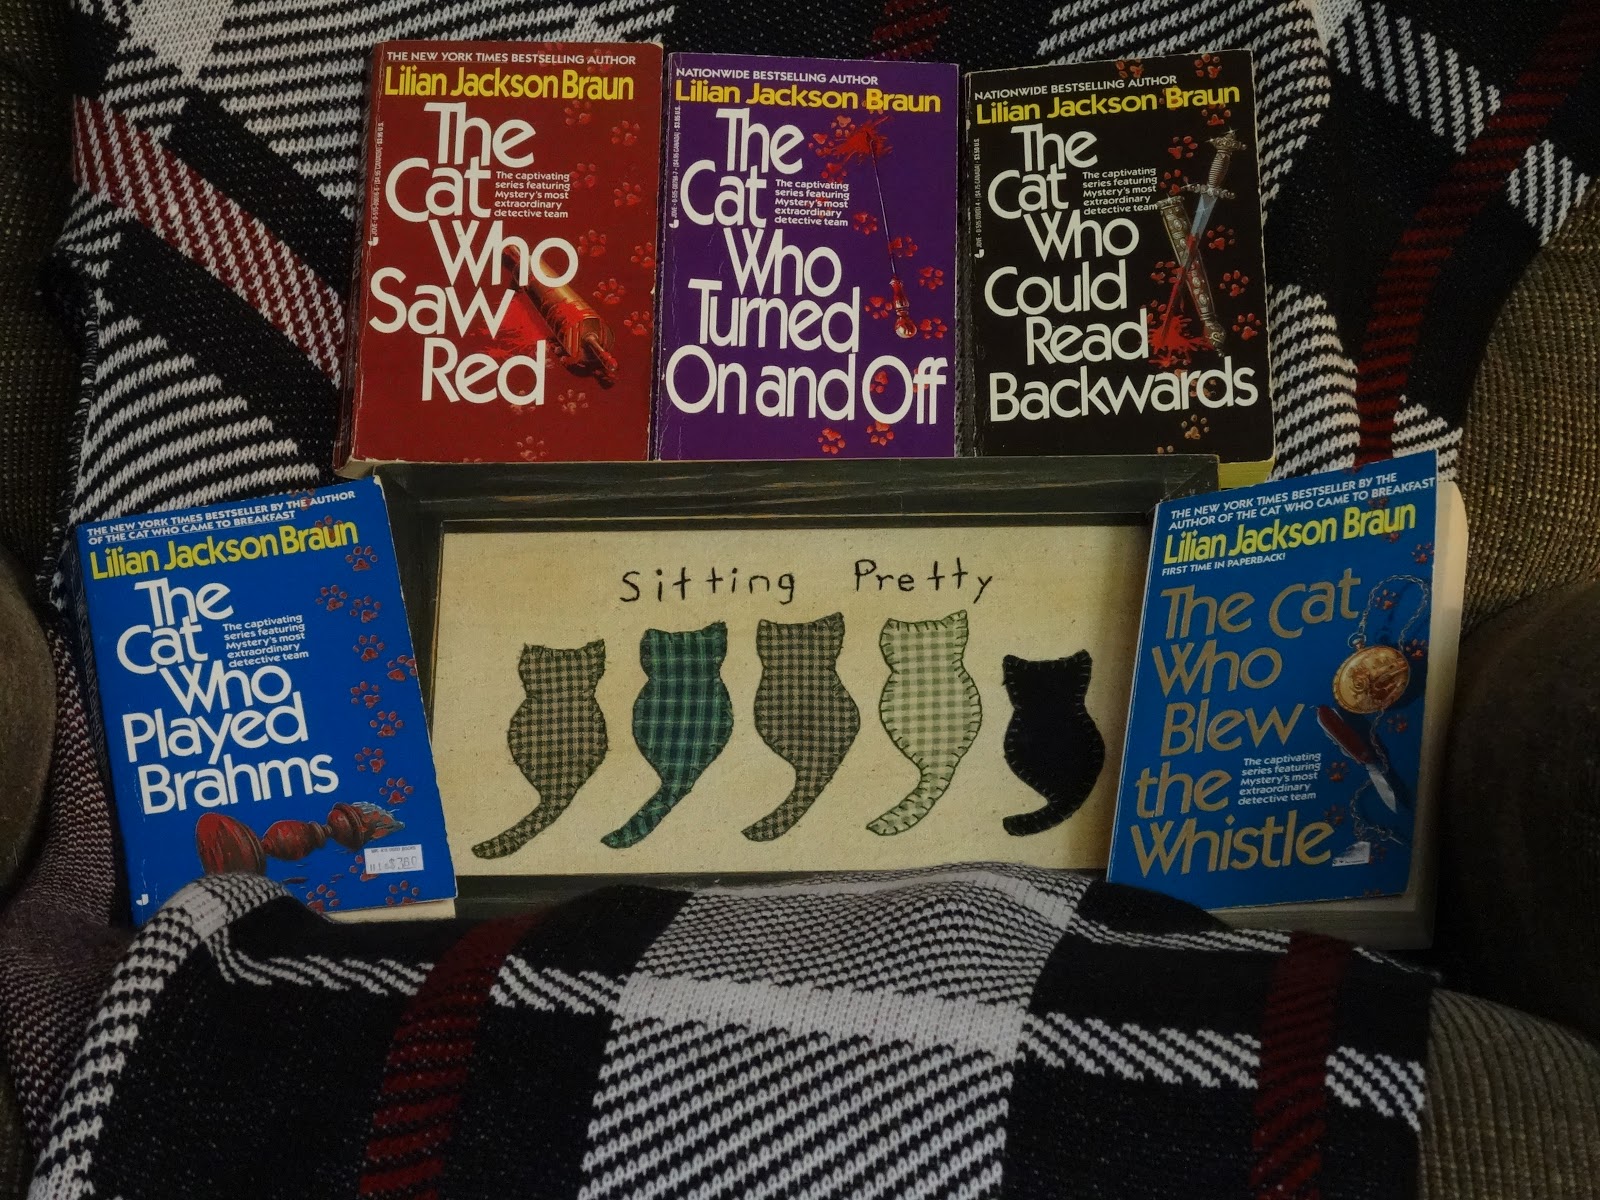 THE NEW YORK TIMES BESTSELLING AUTHOR
Lilian Jackson Braun
The
Cat
Who
Saw
Red
The captivating
series featuring
Mystery's most
extraordinary
detective team
NATIONWIDE BESTSELLING AUTHOR
Lilian Jackson Braun
The
Cat
Who
Turned
On and Off
The captivating
series featuring
Mystery's most
extraordinary
detective team
NATIONWIDE BESTSELLING AUTHOR
Lilian Jackson Braun
The
Cat
Who
Could
Read
Backwards
The captivating
series featuring
Mystery's most
extraordinary
detective team
THE NEW YORK TIMES BESTSELLER BY THE AUTHOR
OF THE CAT WHO CAME TO BREAKFAST
Lilian Jackson Braun
The
Cat
Who
Played
Brahms
The captivating
series featuring
Mystery's most
extraordinary
detective team
Sitting Pretty
THE NEW YORK TIMES BESTSELLER BY THE
AUTHOR OF THE CAT WHO CAME TO BREAKFAST
Lilian Jackson Braun
FIRST TIME IN PAPERBACK!
The Cat
Who
Blew
the
Whistle
The captivating
series featuring
Mystery's most
extraordinary
detective team